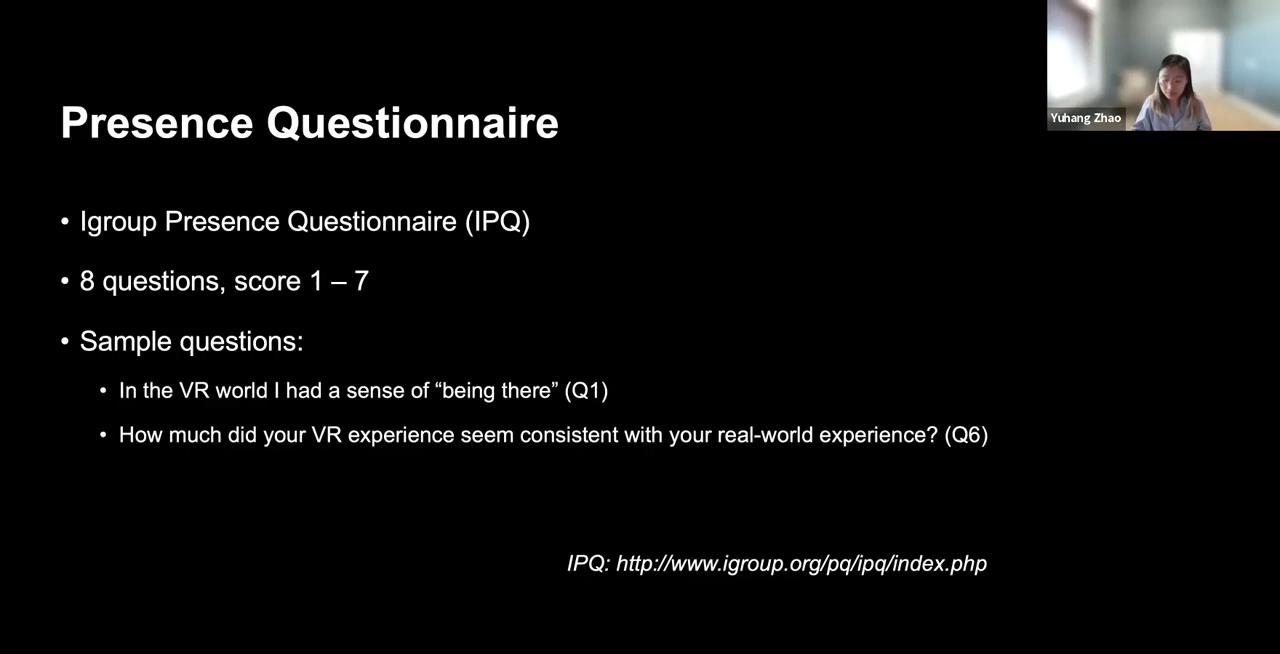 Presence Questionnaire
• Igroup Presence Questionnaire (IPQ)
• 8 questions, score 1 – 7
• Sample questions:
• In the VR world I had a sense of “being there” (Q1)
• How much did your VR experience seem consistent with your real-world experience? (Q6)
IPQ: http://www.igroup.org/pq/ipq/index.php
Yuhang Zhao